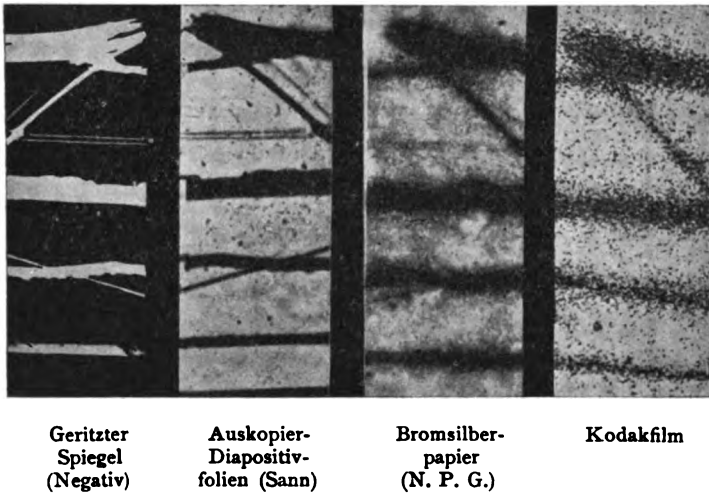 Geritzter
Spiegel
(Negativ)
Auskopier-
Diapositiv-
folien (Sann)
Bromsilber-
papier
(N. P. G.)
Kodakfilm